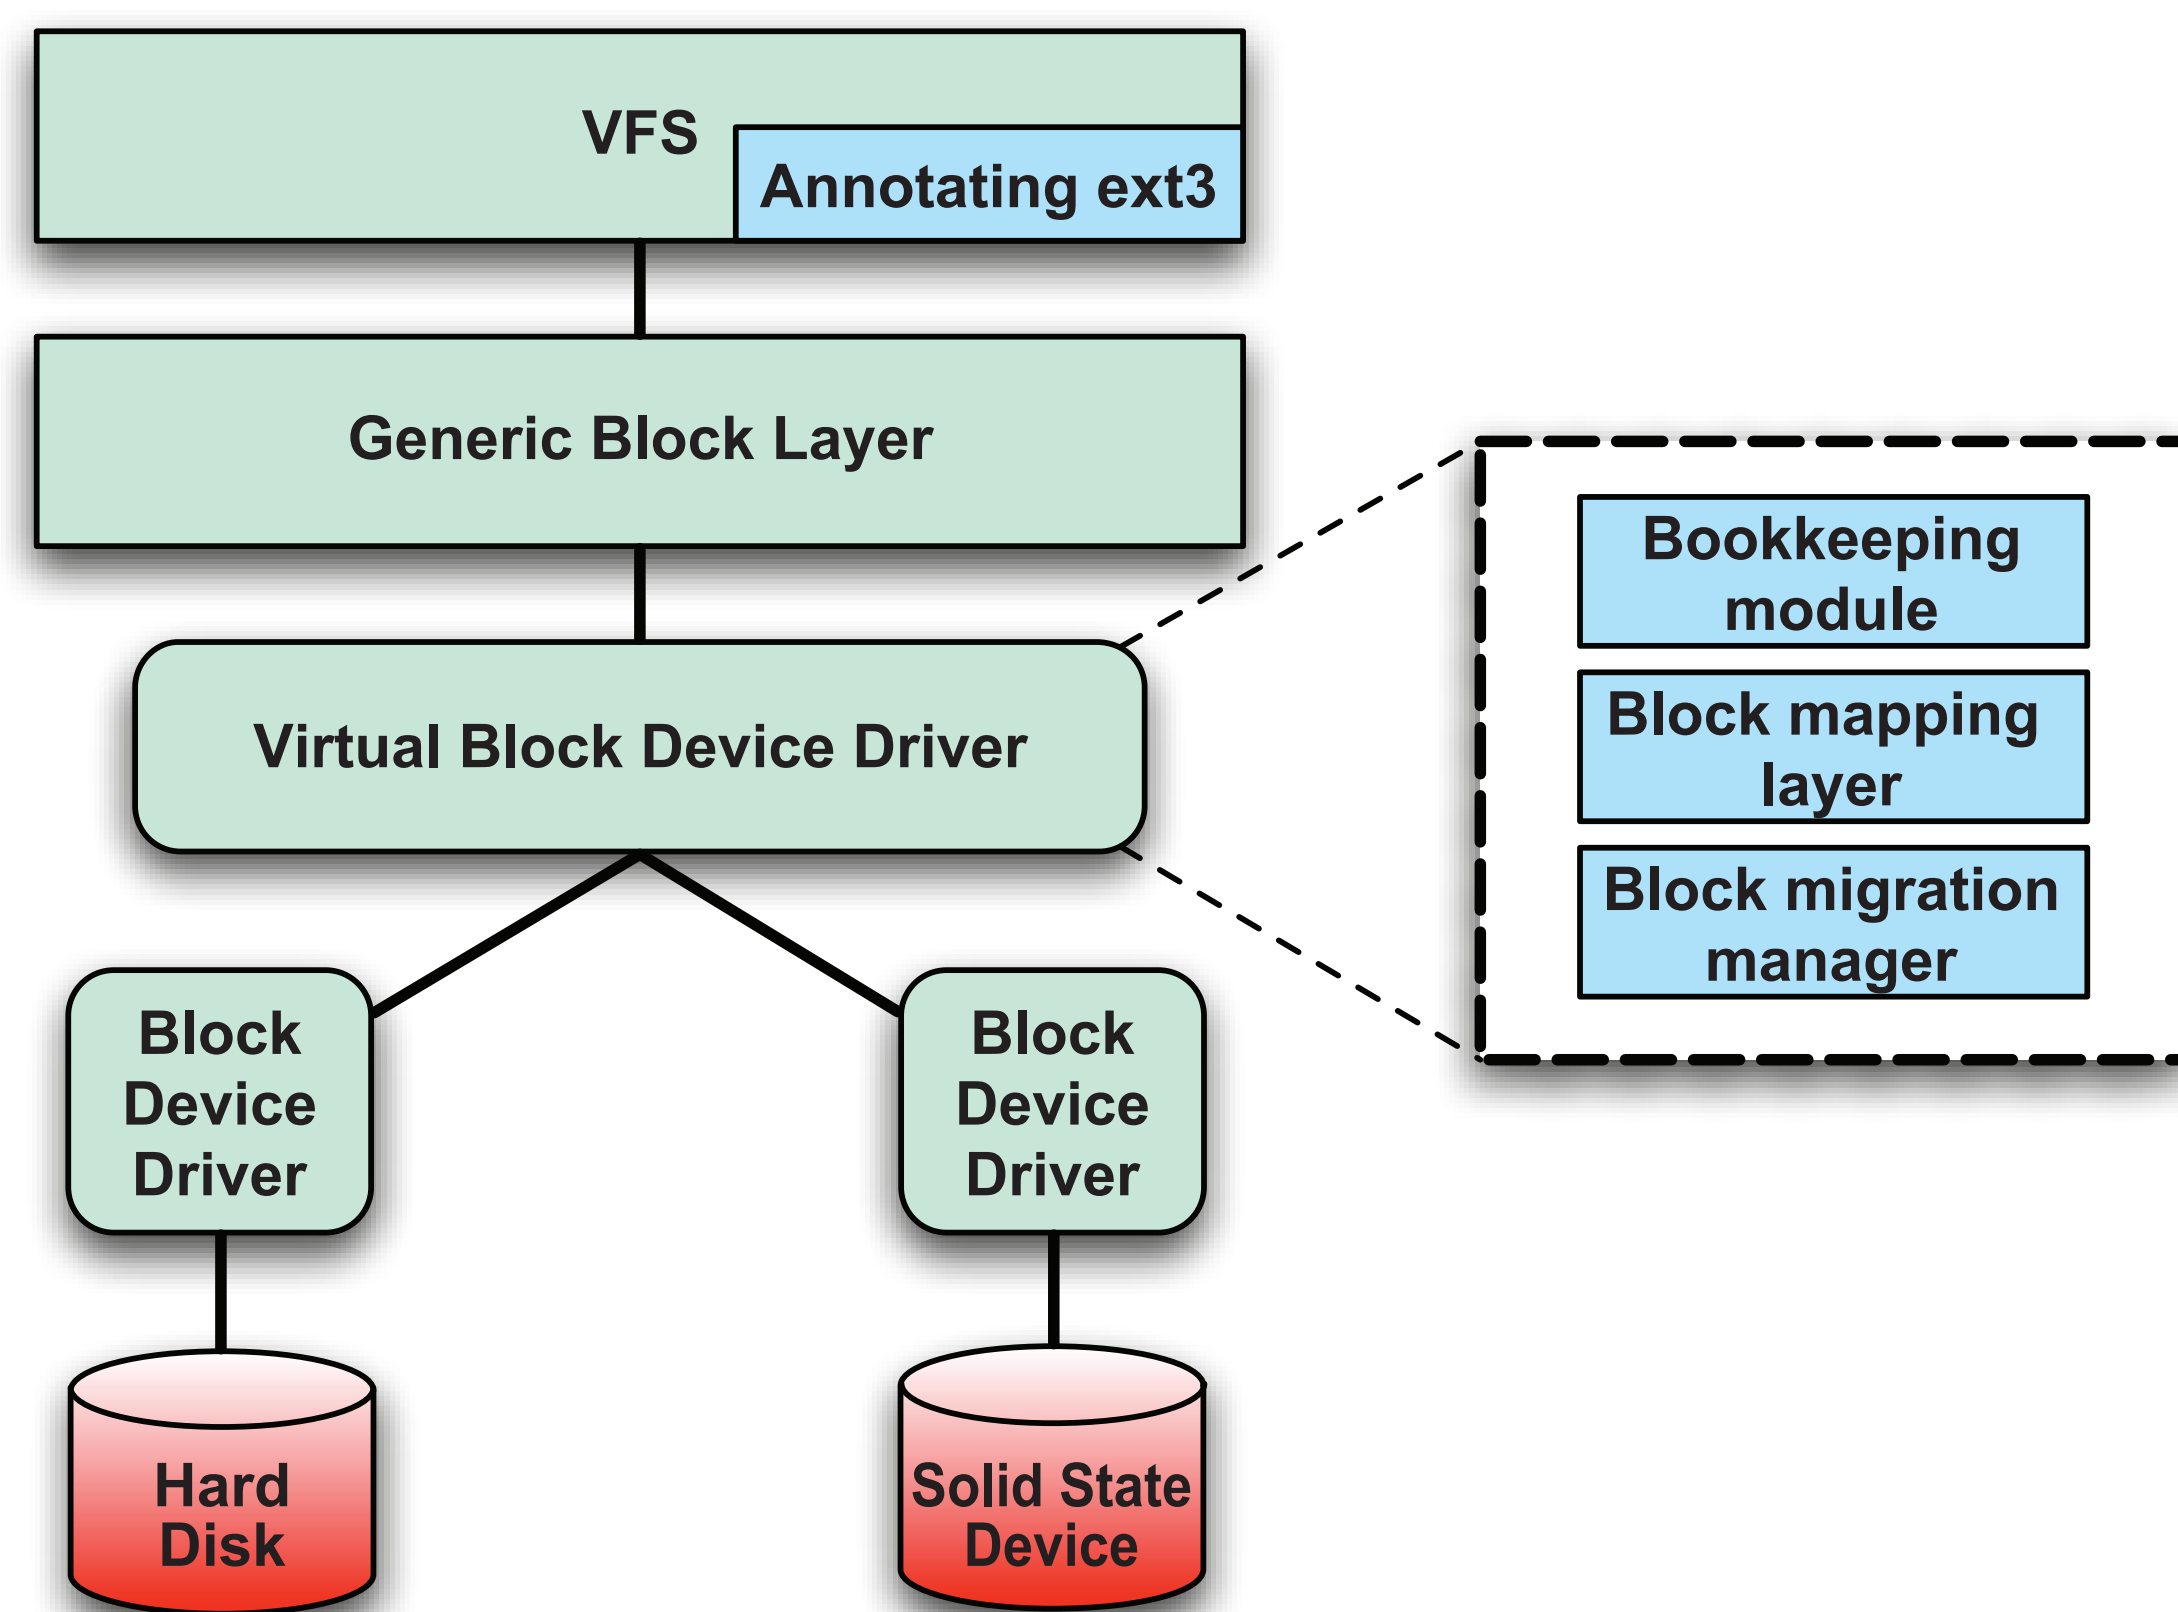 VFS
Annotating ext3
Generic Block Layer
Virtual Block Device Driver
Bookkeeping
module
Block mapping
layer
Block migration
manager
Block
Device
Driver
Block
Device
Driver
Hard
Disk
Solid State
Device